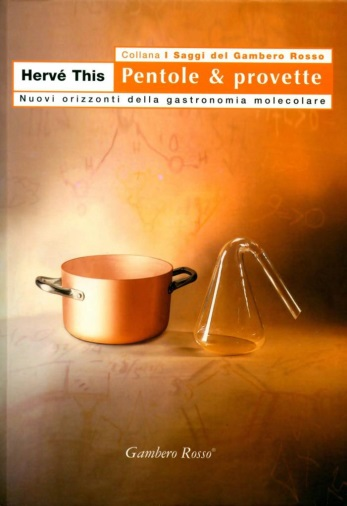 Collana I Saggi del Gambero Rosso
Hervé This
Pentole & provette
Nuovi orizzonti della gastronomia molecolare
Gambero Rosso®